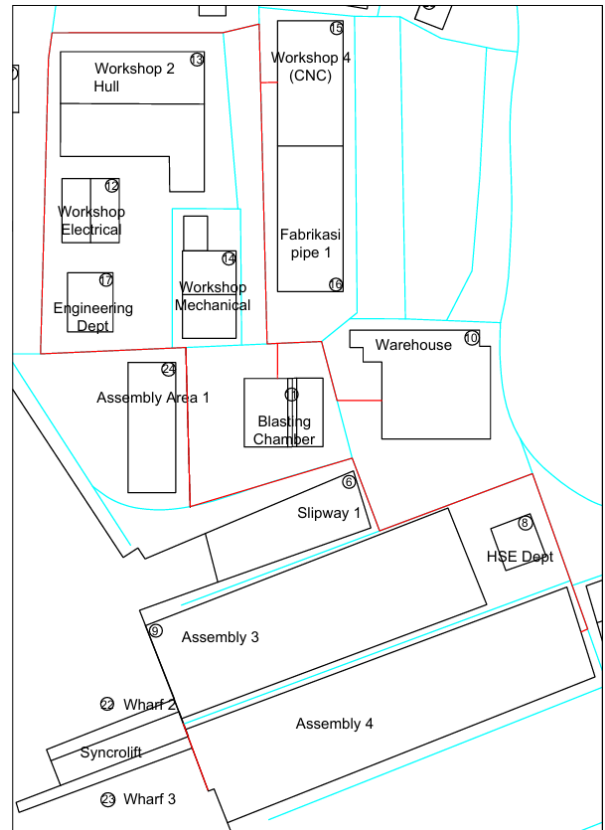 15
Workshop 4
(CNC)
13
Workshop 2
Hull
12
Workshop
Electrical
Fabrikasi
pipe 1
16
14
Workshop
Mechanical
17
Engineering
Dept
10
Warehouse
24
Assembly Area 1
11
Blasting
Chamber
6
Slipway 1
8
HSE Dept
9
Assembly 3
22 Wharf 2
Assembly 4
Syncrolift
23 Wharf 3